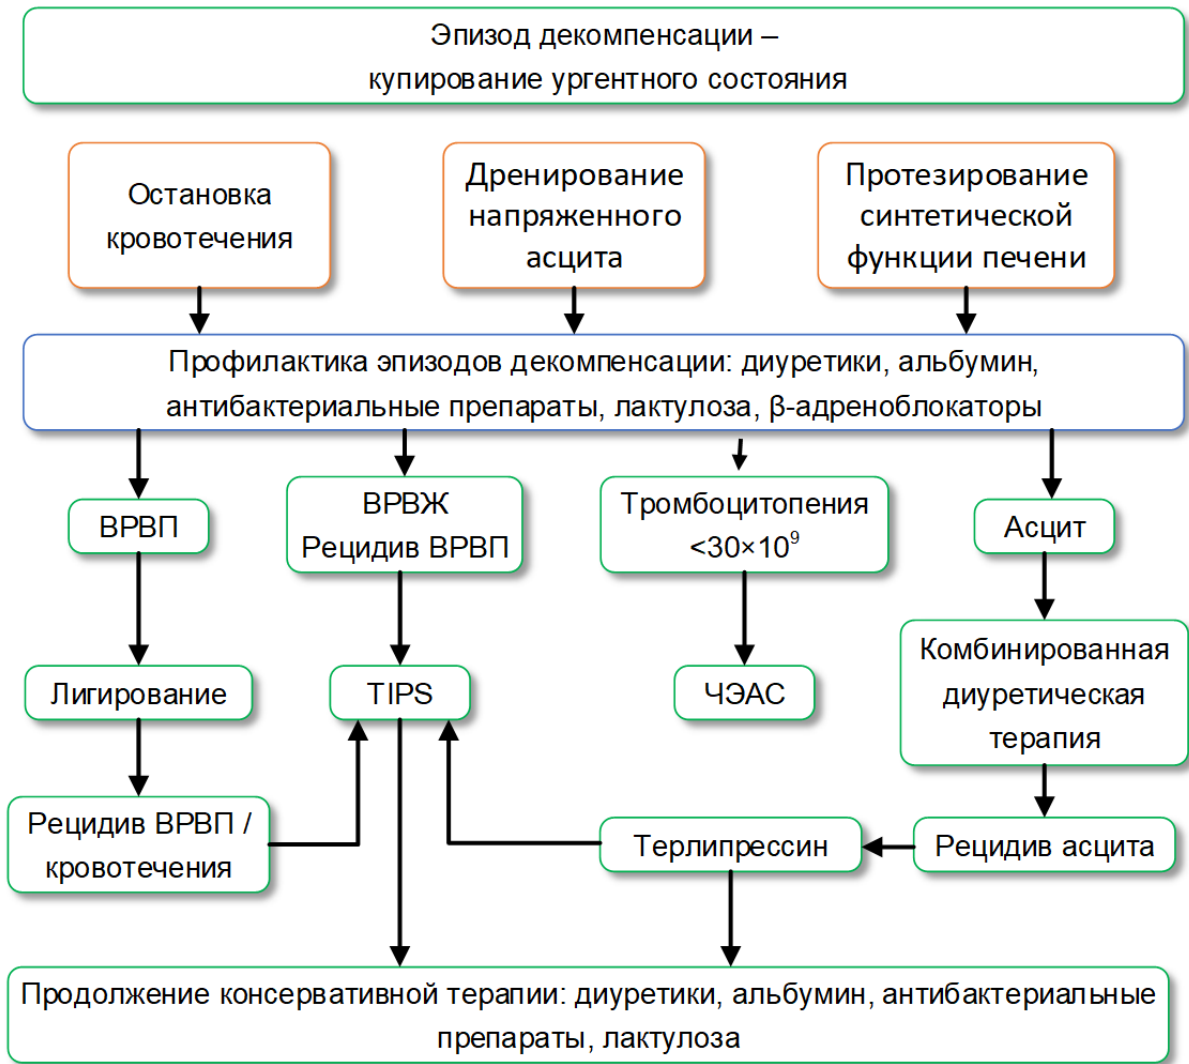 Эпизод декомпенсации –
купирование ургентного состояния
Остановка
кровотечения
Дренирование
напряженного
асцита
Протезирование
синтетической
функции печени
Профилактика эпизодов декомпенсации: диуретики, альбумин,
антибактериальные препараты, лактулоза, β-адреноблокаторы
ВРВП
ВРВЖ
Рецидив ВРВП
Тромбоцитопения
<30×10⁹
Асцит
Лигирование
TIPS
ЧЭАС
Комбинированная
диуретическая
терапия
Рецидив ВРВП /
кровотечения
Терлипрессин
Рецидив асцита
Продолжение консервативной терапии: диуретики, альбумин, антибактериальные
препараты, лактулоза